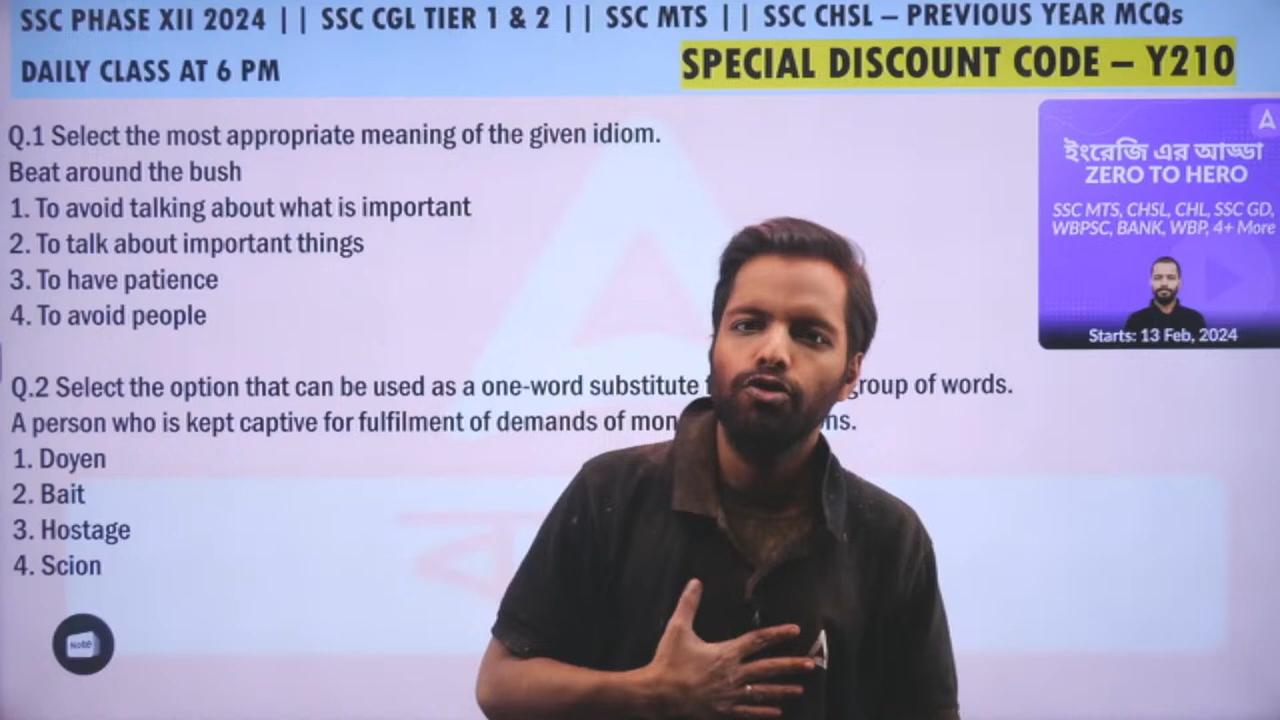 SSC PHASE XII 2024 || SSC CGL TIER 1 & 2 || SSC MTS || SSC CHSL – PREVIOUS YEAR MCQs
DAILY CLASS AT 6 PM
SPECIAL DISCOUNT CODE – Y210
Q.1 Select the most appropriate meaning of the given idiom.
Beat around the bush
1. To avoid talking about what is important
2. To talk about important things
3. To have patience
4. To avoid people
Q.2 Select the option that can be used as a one-word substitute group of words.
A person who is kept captive for fulfilment of demands of
1. Doyen
2. Bait
3. Hostage
4. Scion
Note
ইংরেজি এর আড্ডা
ZERO TO HERO
SSC MTS, CHSL, CHL, SSC GD,
WBPSC, BANK, WBP, 4+ More
Starts: 13 Feb, 2024